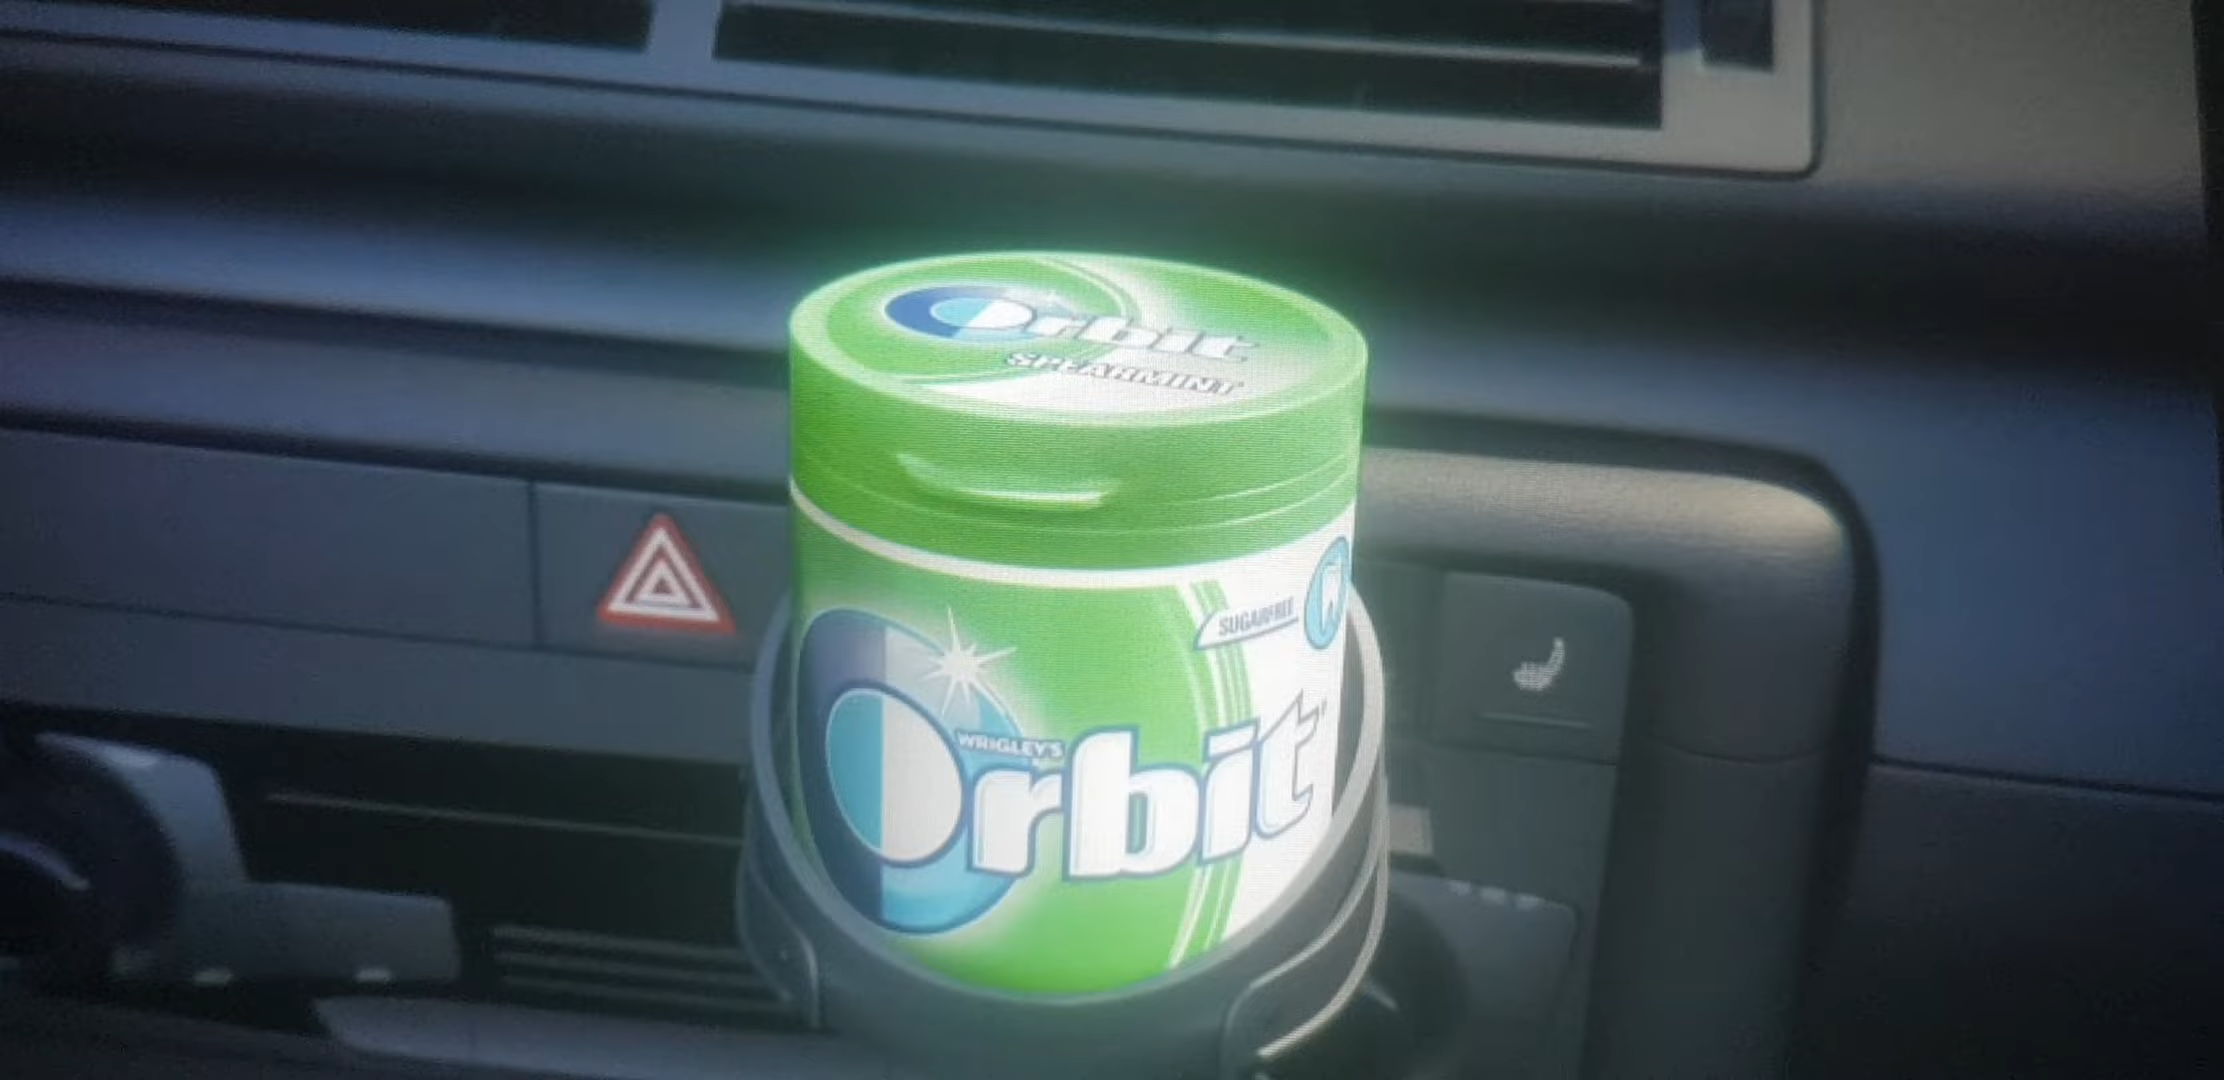 Orbit
SPEARMINT
SUGARFREE
WRIGLEY'S
Orbit